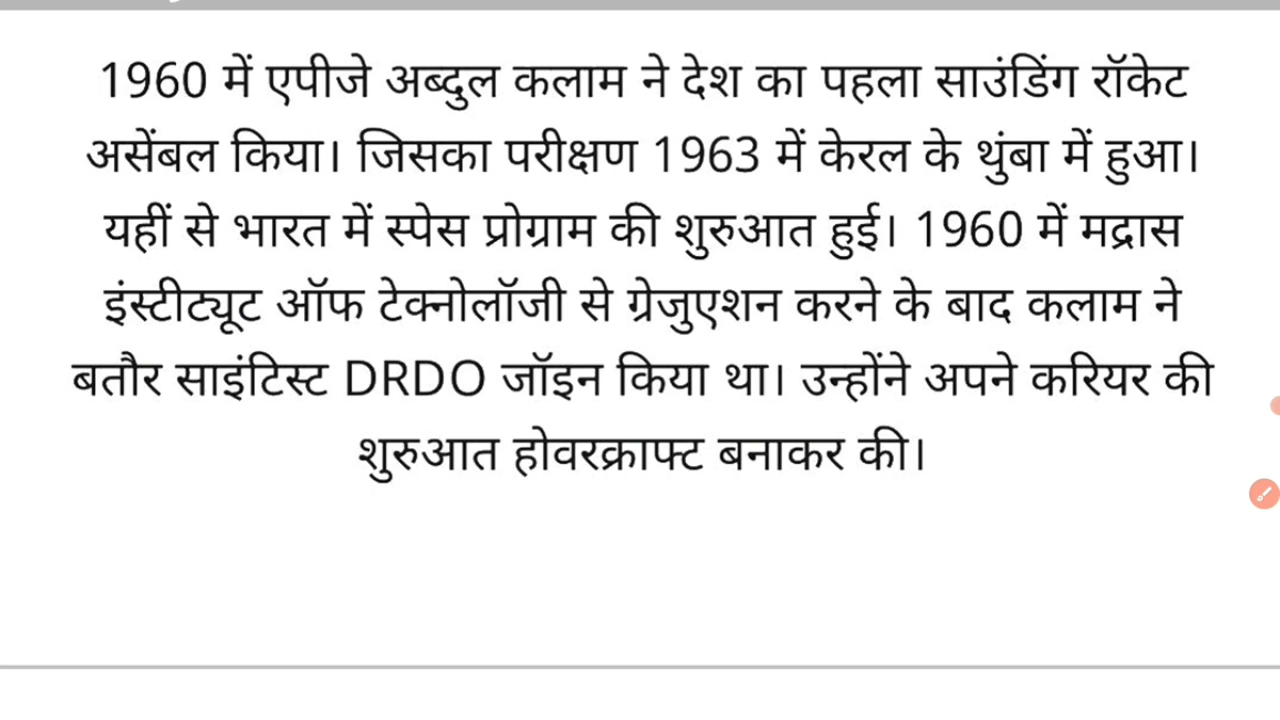 1960 में एपीजे अब्दुल कलाम ने देश का पहला साउंडिंग रॉकेट
असेंबल किया। जिसका परीक्षण 1963 में केरल के थुंबा में हुआ।
यहीं से भारत में स्पेस प्रोग्राम की शुरुआत हुई। 1960 में मद्रास
इंस्टीट्यूट ऑफ टेक्नोलॉजी से ग्रेजुएशन करने के बाद कलाम ने
बतौर साइंटिस्ट DRDO जॉइन किया था। उन्होंने अपने करियर की
शुरुआत होवरक्राफ्ट बनाकर की।